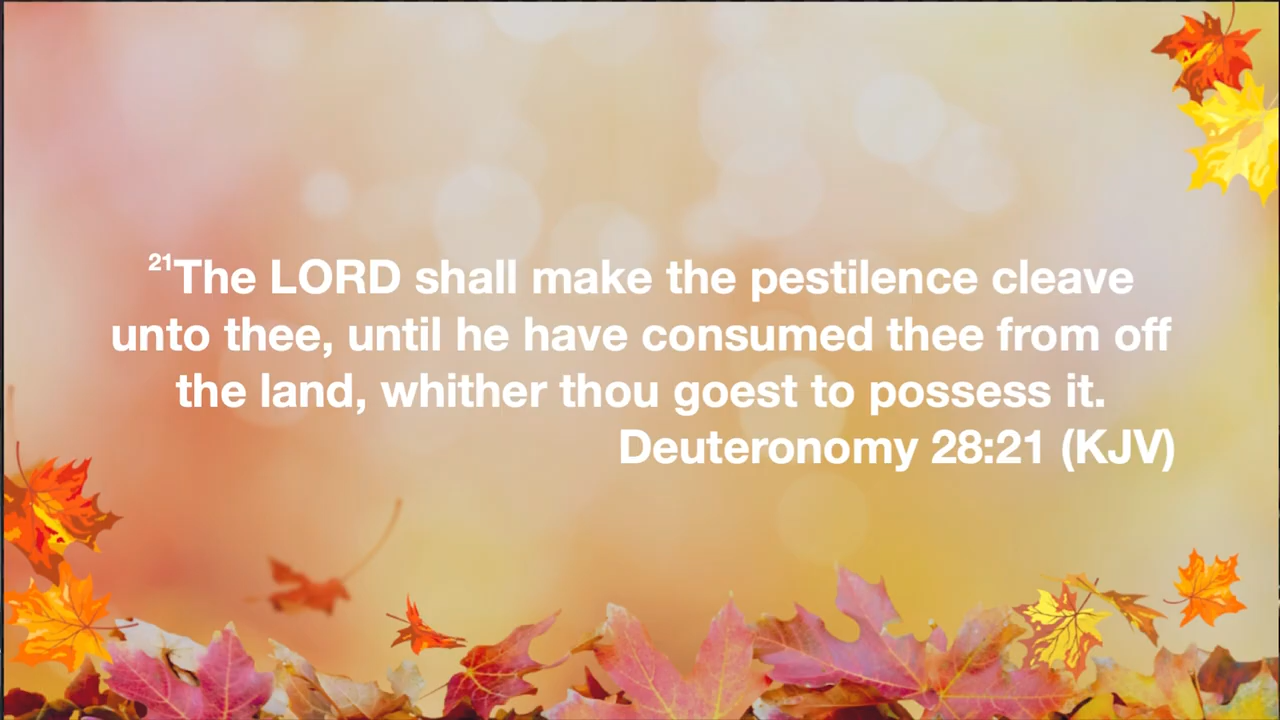 21The LORD shall make the pestilence cleave
unto thee, until he have consumed thee from off
the land, whither thou goest to possess it.
Deuteronomy 28:21 (KJV)